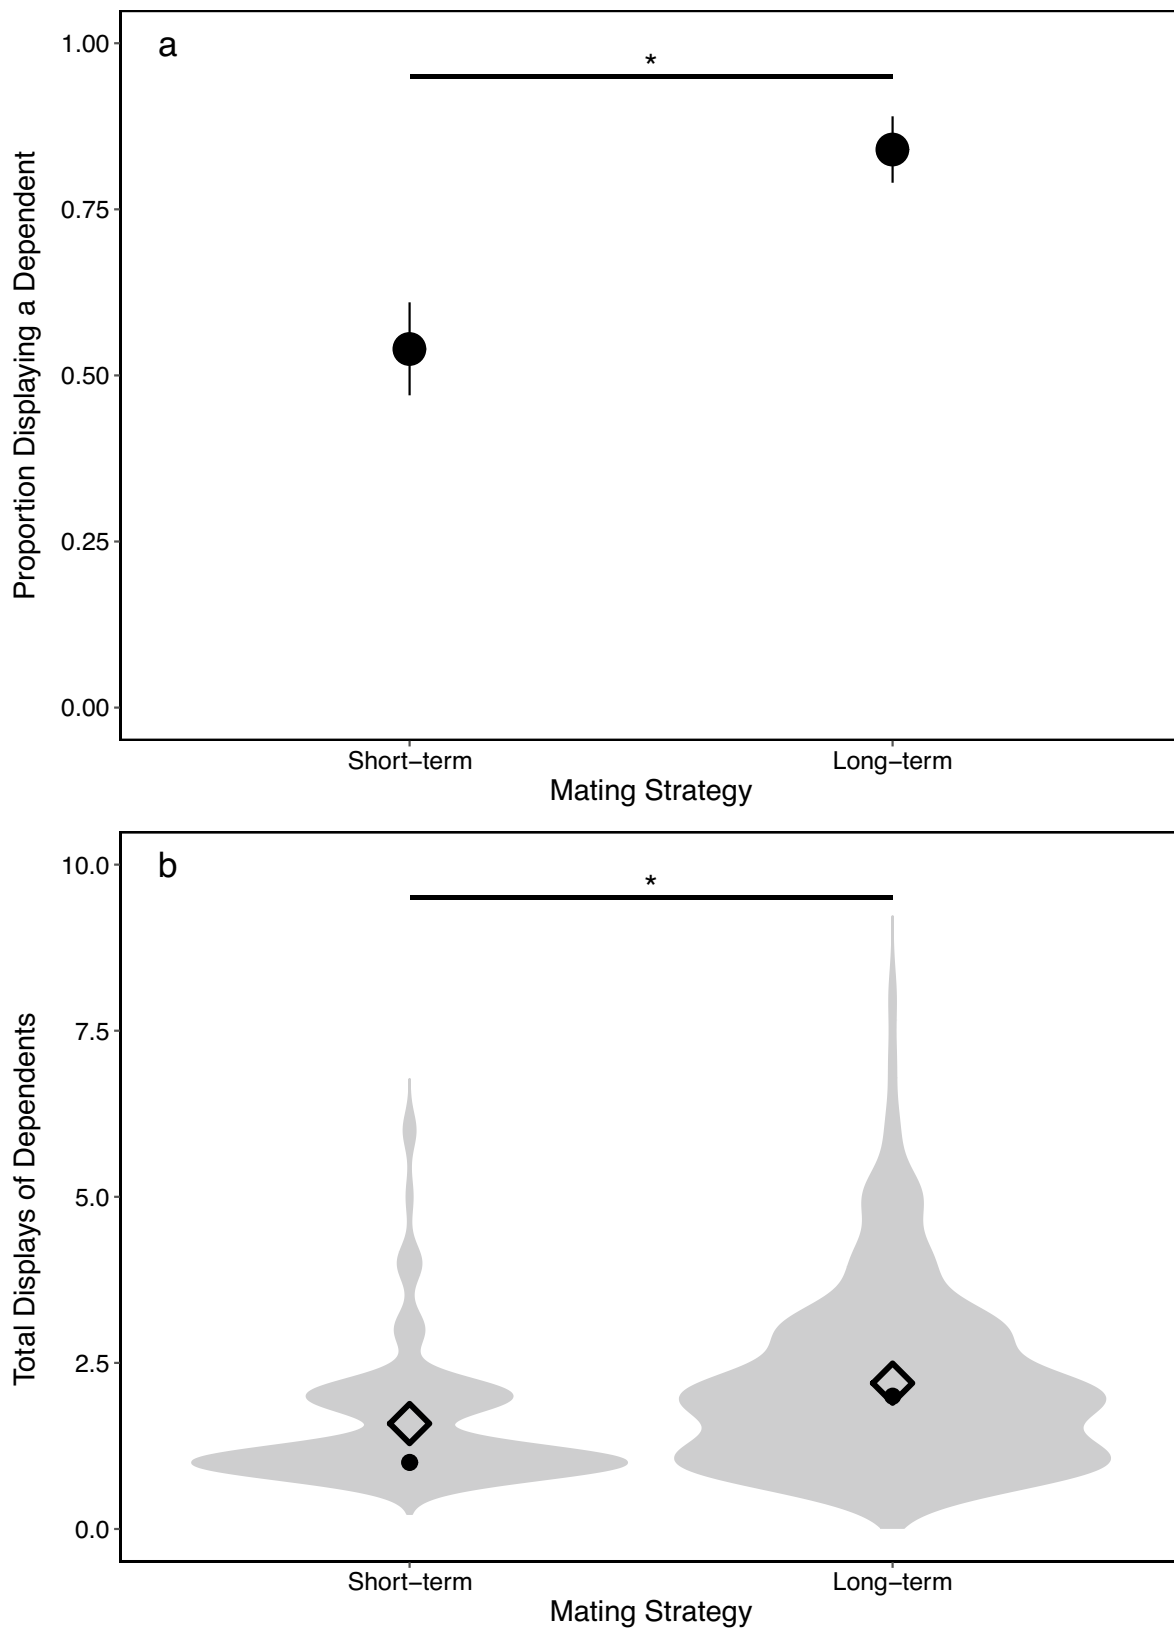 a
*
1.00
0.75
0.50
0.25
0.00
Proportion Displaying a Dependent
Short−term
Long−term
Mating Strategy
b
*
10.0
7.5
5.0
2.5
0.0
Total Displays of Dependents
Short−term
Long−term
Mating Strategy